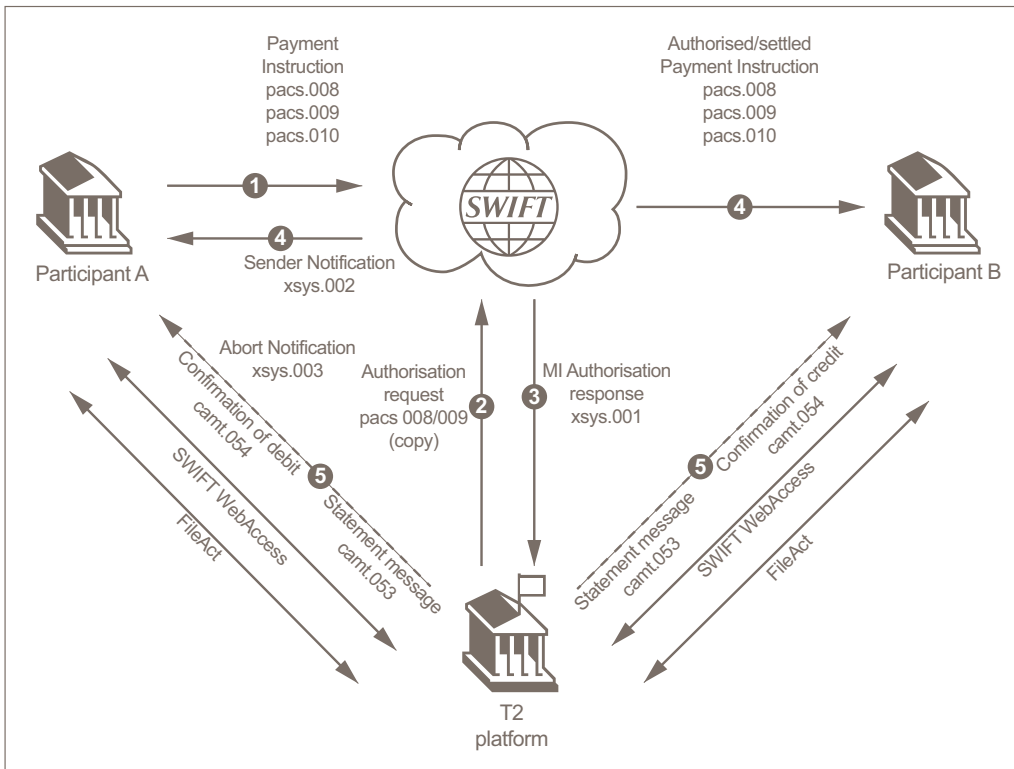 Payment
Instruction
pacs.008
pacs.009
pacs.010
Authorised/settled
Payment Instruction
pacs.008
pacs.009
pacs.010
1
SWIFT
4
4
Participant A
Sender Notification
xsys.002
Participant B
Abort Notification
xsys.003
Authorisation
request
pacs 008/009
(copy)
2
3
MI Authorisation
response
xsys.001
Confirmation of debit
camt.054
5
Statement message
camt.053
SWIFT WebAccess
FileAct
Confirmation of credit
camt.054
5
Statement message
camt.053
SWIFT WebAccess
FileAct
T2
platform